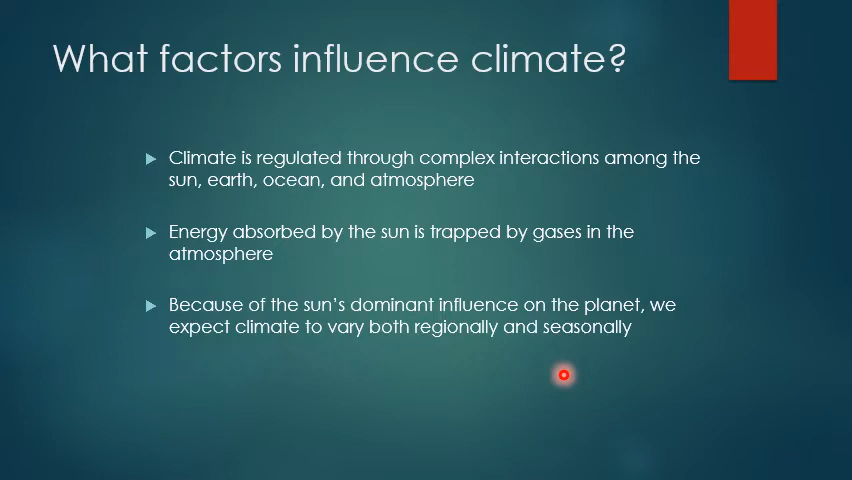 What factors influence climate?
Climate is regulated through complex interactions among the
sun, earth, ocean, and atmosphere
Energy absorbed by the sun is trapped by gases in the
atmosphere
Because of the sun’s dominant influence on the planet, we
expect climate to vary both regionally and seasonally